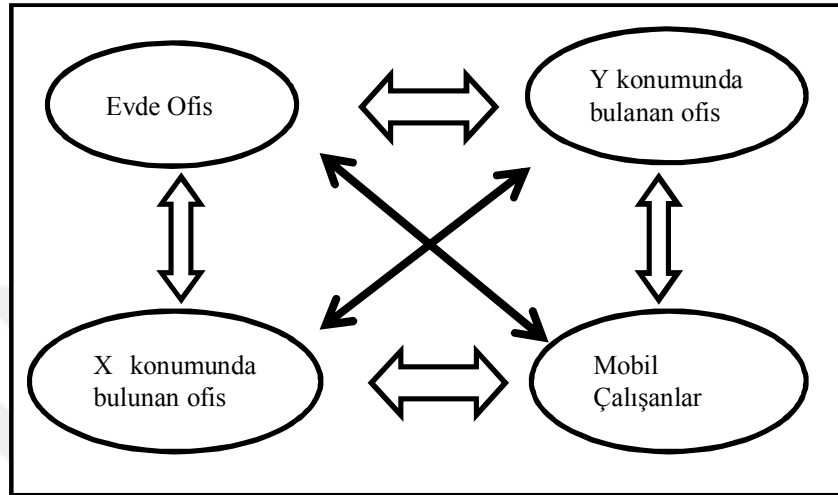 Evde Ofis
Y konumunda
bulanan ofis
X konumunda
bulunan ofis
Mobil
Çalışanlar